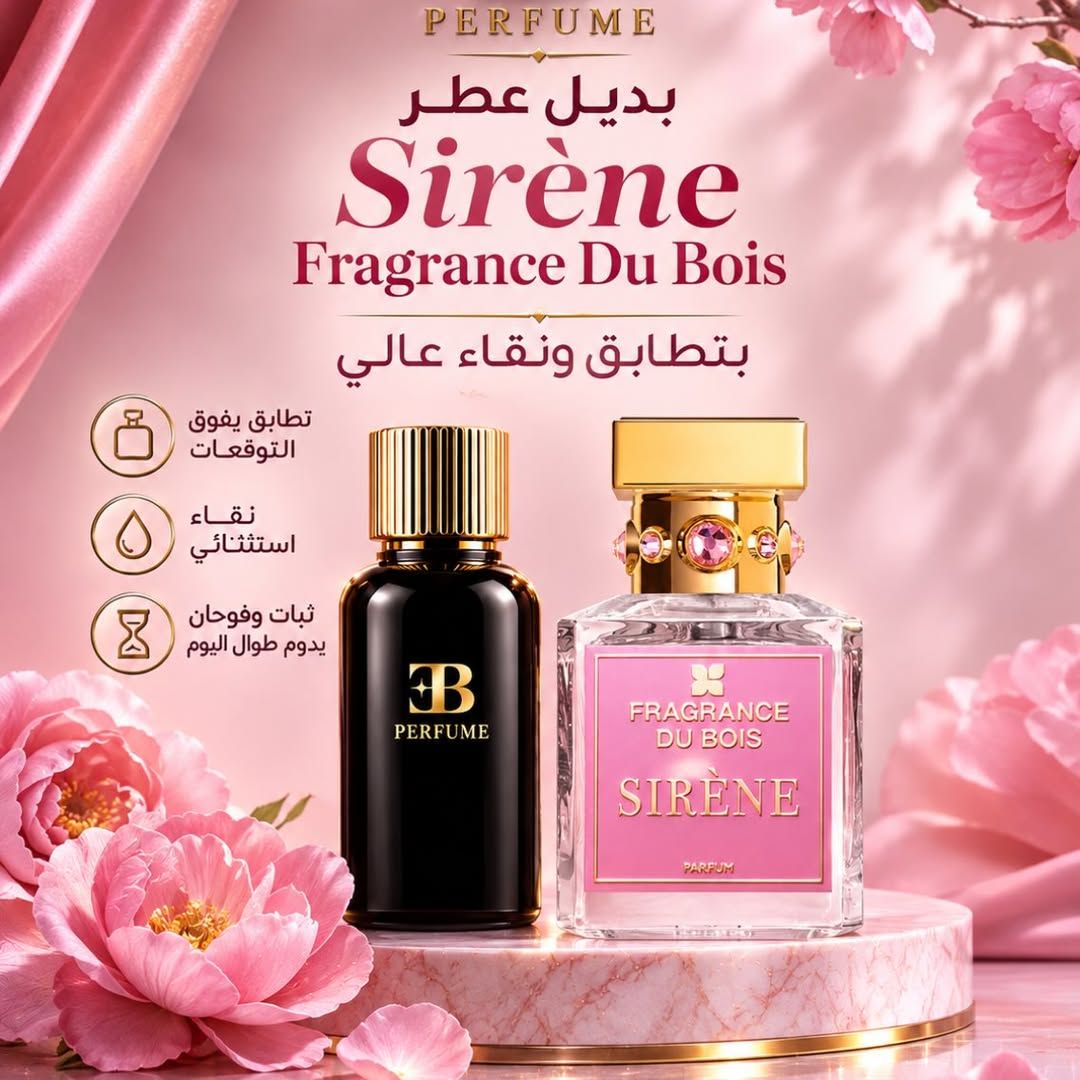 PERFUME
بديل عطر
Sirène
Fragrance Du Bois
بتطابق ونقاء عالي
تطابق يفوق
التوقعات
نقاء
استثنائي
ثبات وفوحان
يدوم طوال اليوم
EB
PERFUME
FRAGRANCE
DU BOIS
SIRÈNE
PARFUM